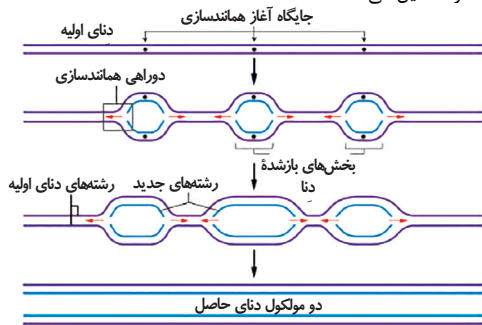 جایگاه آغاز همانندسازی
دنای اولیه
دوراهی همانندسازی
بخش‌های بازشدهٔ
دنا
رشته‌های جدید
رشته‌های دنای اولیه
دو مولکول دنای حاصل